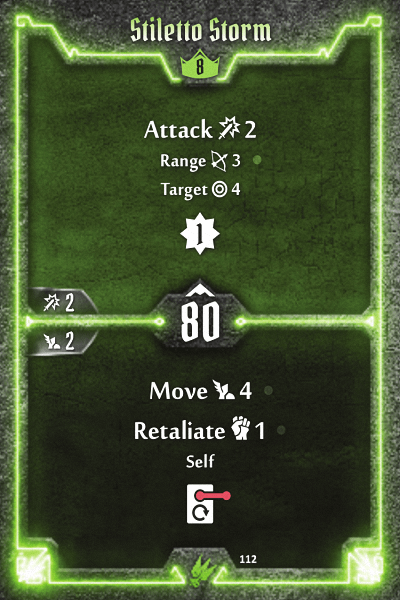 Stiletto Storm
8
Attack 2
Range 3
Target 4
1
2
80
2
Move 4
Retaliate 1
Self
112